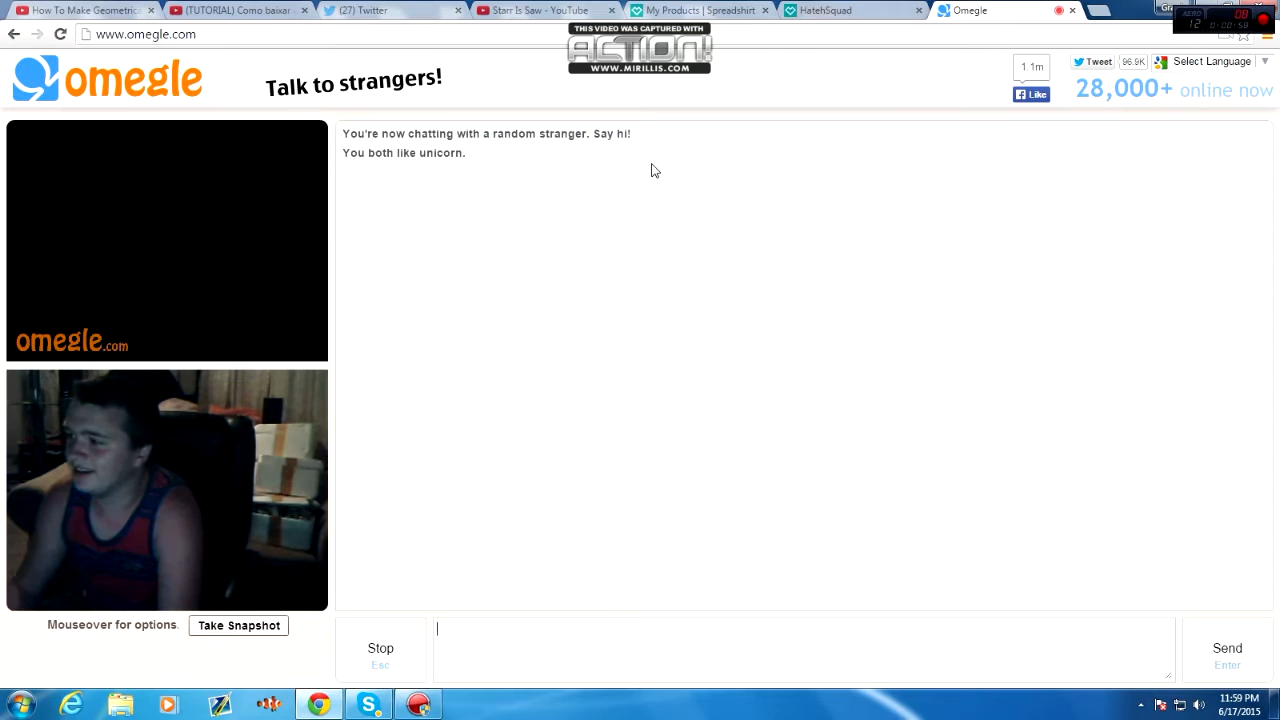 How To Make Geometric
(TUTORIAL) Como baixar
(27) Twitter
Starr Is Saw - YouTube
My Products | Spreadshirt
HatehSquad
Omegle
www.omegle.com
THIS VIDEO WAS CAPTURED WITH
ACTION!
WWW.MIRILLIS.COM
omegle
Talk to strangers!
1.1m
Like
Tweet
96.9K
Select Language
28,000+ online now
You're now chatting with a random stranger. Say hi!
You both like unicorn.
omegle.com
Mouseover for options.
Take Snapshot
Stop
Esc
Send
Enter
11:59 PM
6/17/2015